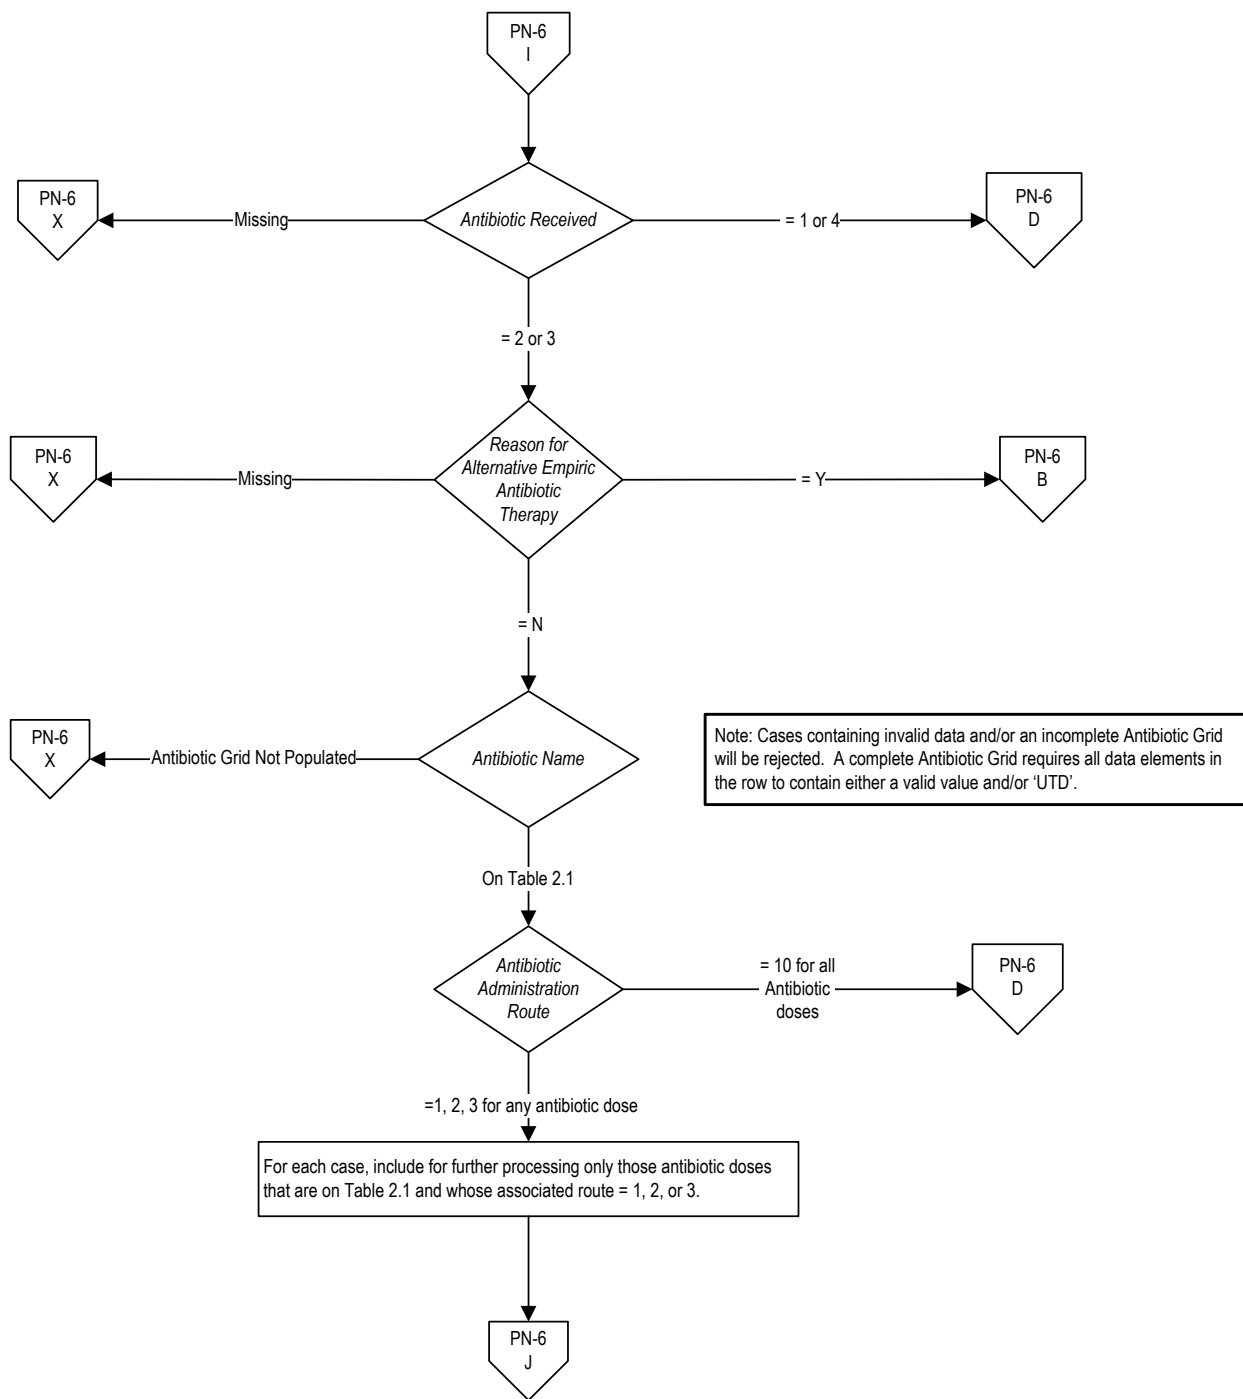 PN-6
I
PN-6
X
Missing
Antibiotic Received
= 1 or 4
PN-6
D
= 2 or 3
PN-6
X
Missing
Reason for
Alternative Empiric
Antibiotic
Therapy
= Y
PN-6
B
= N
PN-6
X
Antibiotic Grid Not Populated
Antibiotic Name
Note: Cases containing invalid data and/or an incomplete Antibiotic Grid
will be rejected.  A complete Antibiotic Grid requires all data elements in
the row to contain either a valid value and/or ‘UTD’.
On Table 2.1
Antibiotic
Administration
Route
= 10 for all
Antibiotic
doses
PN-6
D
=1, 2, 3 for any antibiotic dose
For each case, include for further processing only those antibiotic doses
that are on Table 2.1 and whose associated route = 1, 2, or 3.
PN-6
J